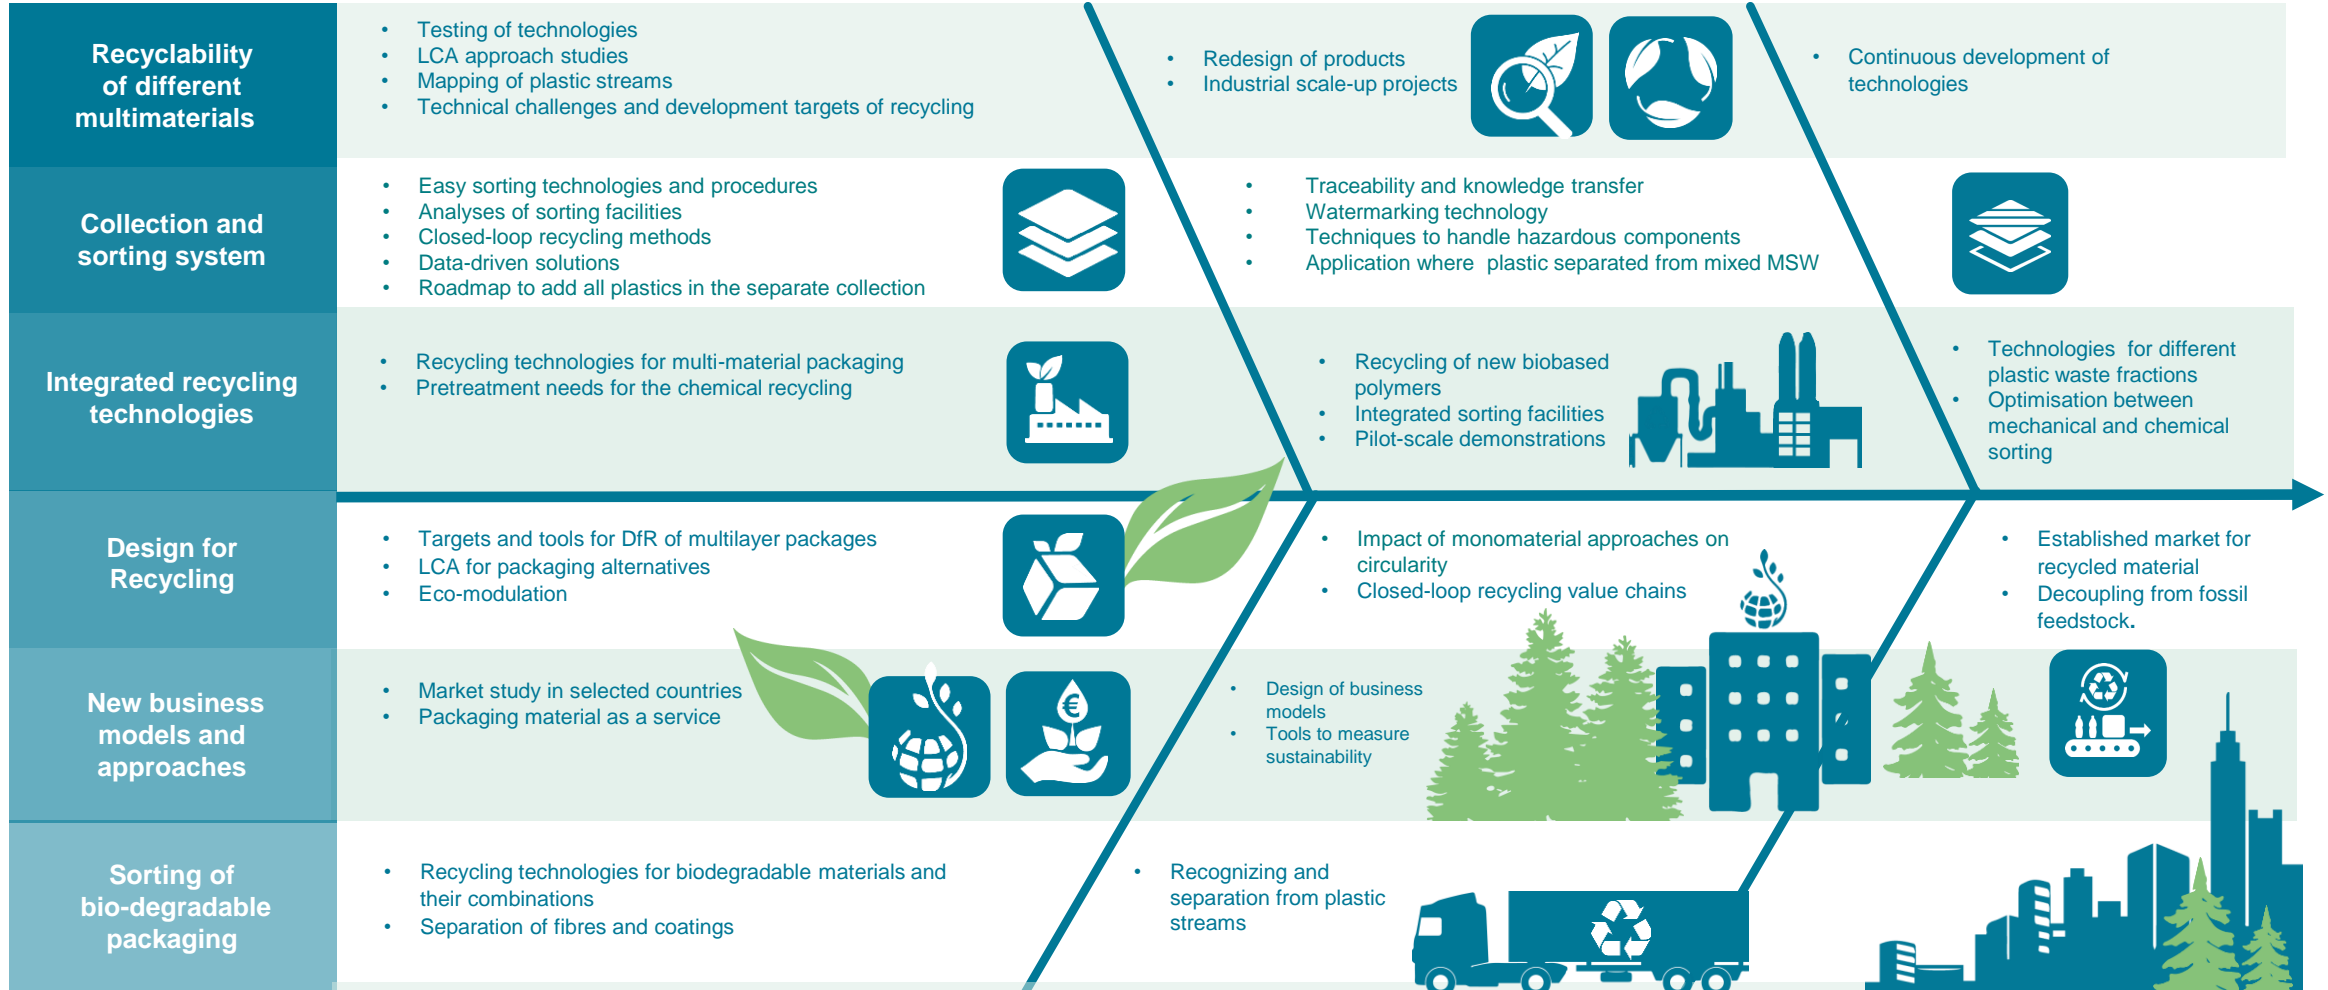 Recyclability
of different
multimaterials
• Testing of technologies
• LCA approach studies
• Mapping of plastic streams
• Technical challenges and development targets of recycling
• Redesign of products
• Industrial scale-up projects
• Continuous development of
technologies
Collection and
sorting system
• Easy sorting technologies and procedures
• Analyses of sorting facilities
• Closed-loop recycling methods
• Data-driven solutions
• Roadmap to add all plastics in the separate collection
• Traceability and knowledge transfer
• Watermarking technology
• Techniques to handle hazardous components
• Application where plastic separated from mixed MSW
Integrated recycling
technologies
• Recycling technologies for multi-material packaging
• Pretreatment needs for the chemical recycling
• Recycling of new biobased
polymers
• Integrated sorting facilities
• Pilot-scale demonstrations
• Technologies for different
plastic waste fractions
• Optimisation between
mechanical and chemical
sorting
Design for
Recycling
• Targets and tools for DfR of multilayer packages
• LCA for packaging alternatives
• Eco-modulation
• Impact of monomaterial approaches on
circularity
• Closed-loop recycling value chains
• Established market for
recycled material
• Decoupling from fossil
feedstock.
New business
models and
approaches
• Market study in selected countries
• Packaging material as a service
€
• Design of business
models
• Tools to measure
sustainability
Sorting of
bio-degradable
packaging
• Recycling technologies for biodegradable materials and
their combinations
• Separation of fibres and coatings
• Recognizing and
separation from plastic
streams